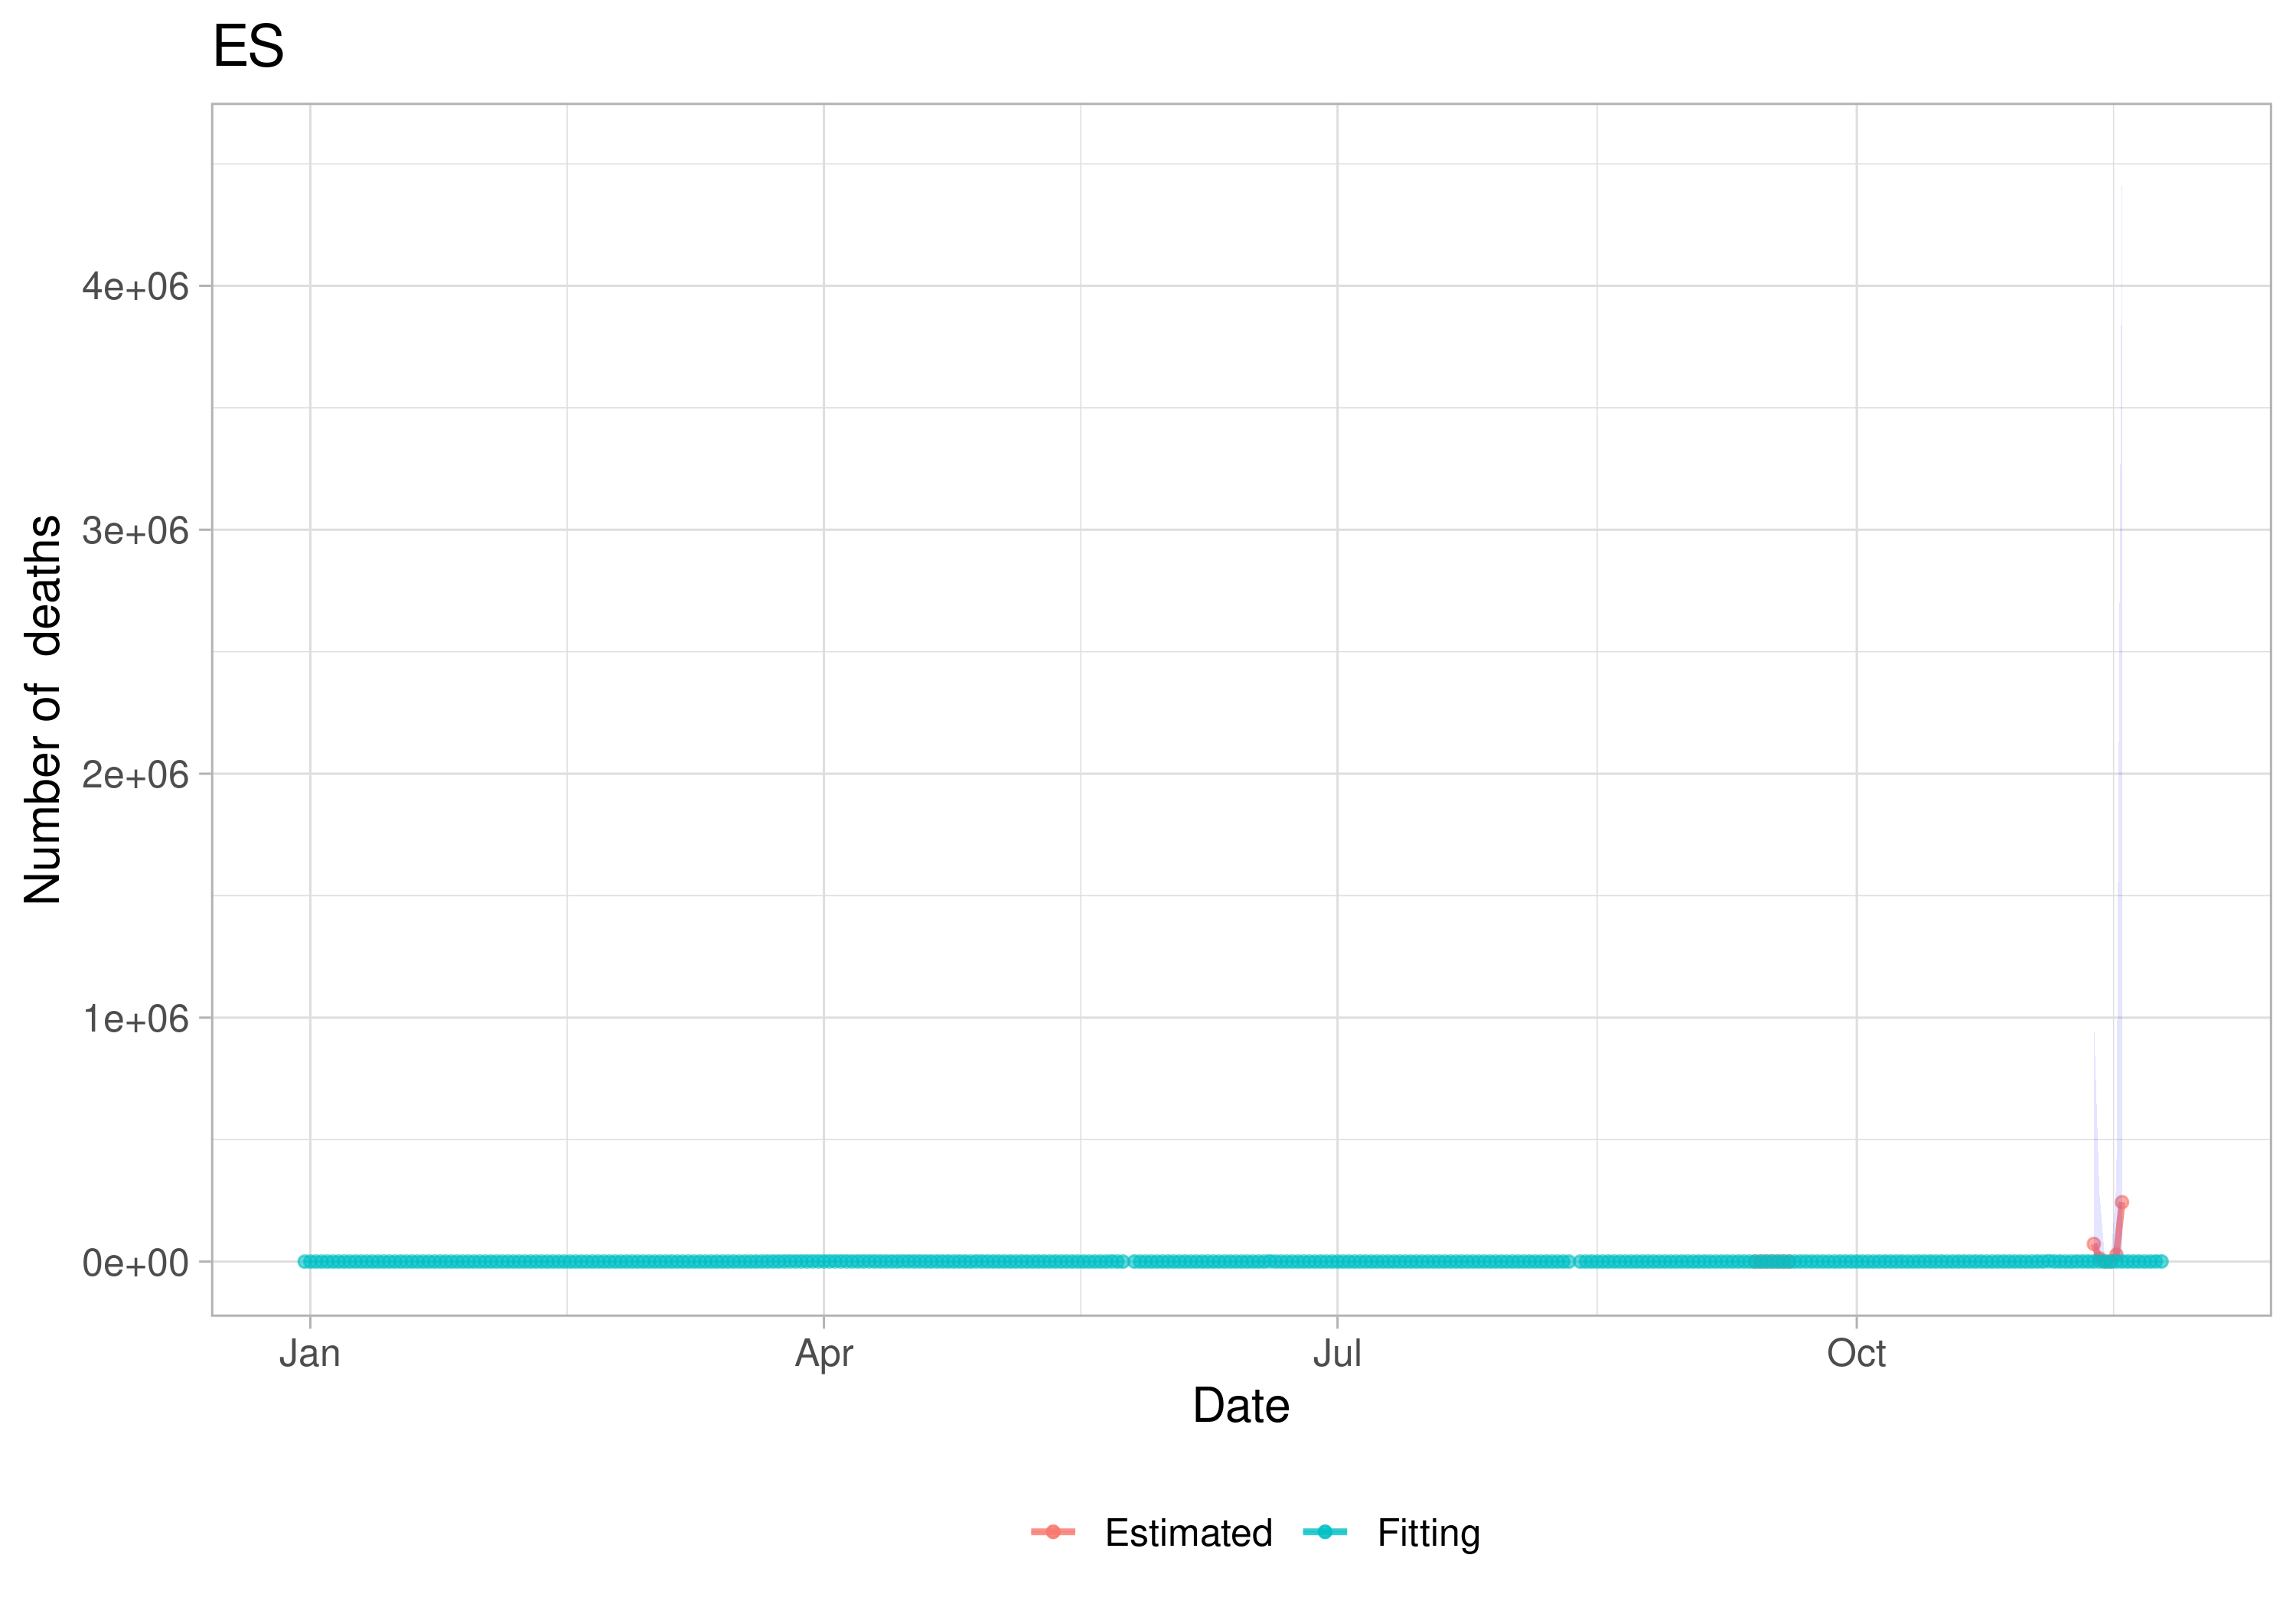 ES
Number of  deaths
4e+06
3e+06
2e+06
1e+06
0e+00
Jan Apr Jul Oct
Date
Estimated Fitting